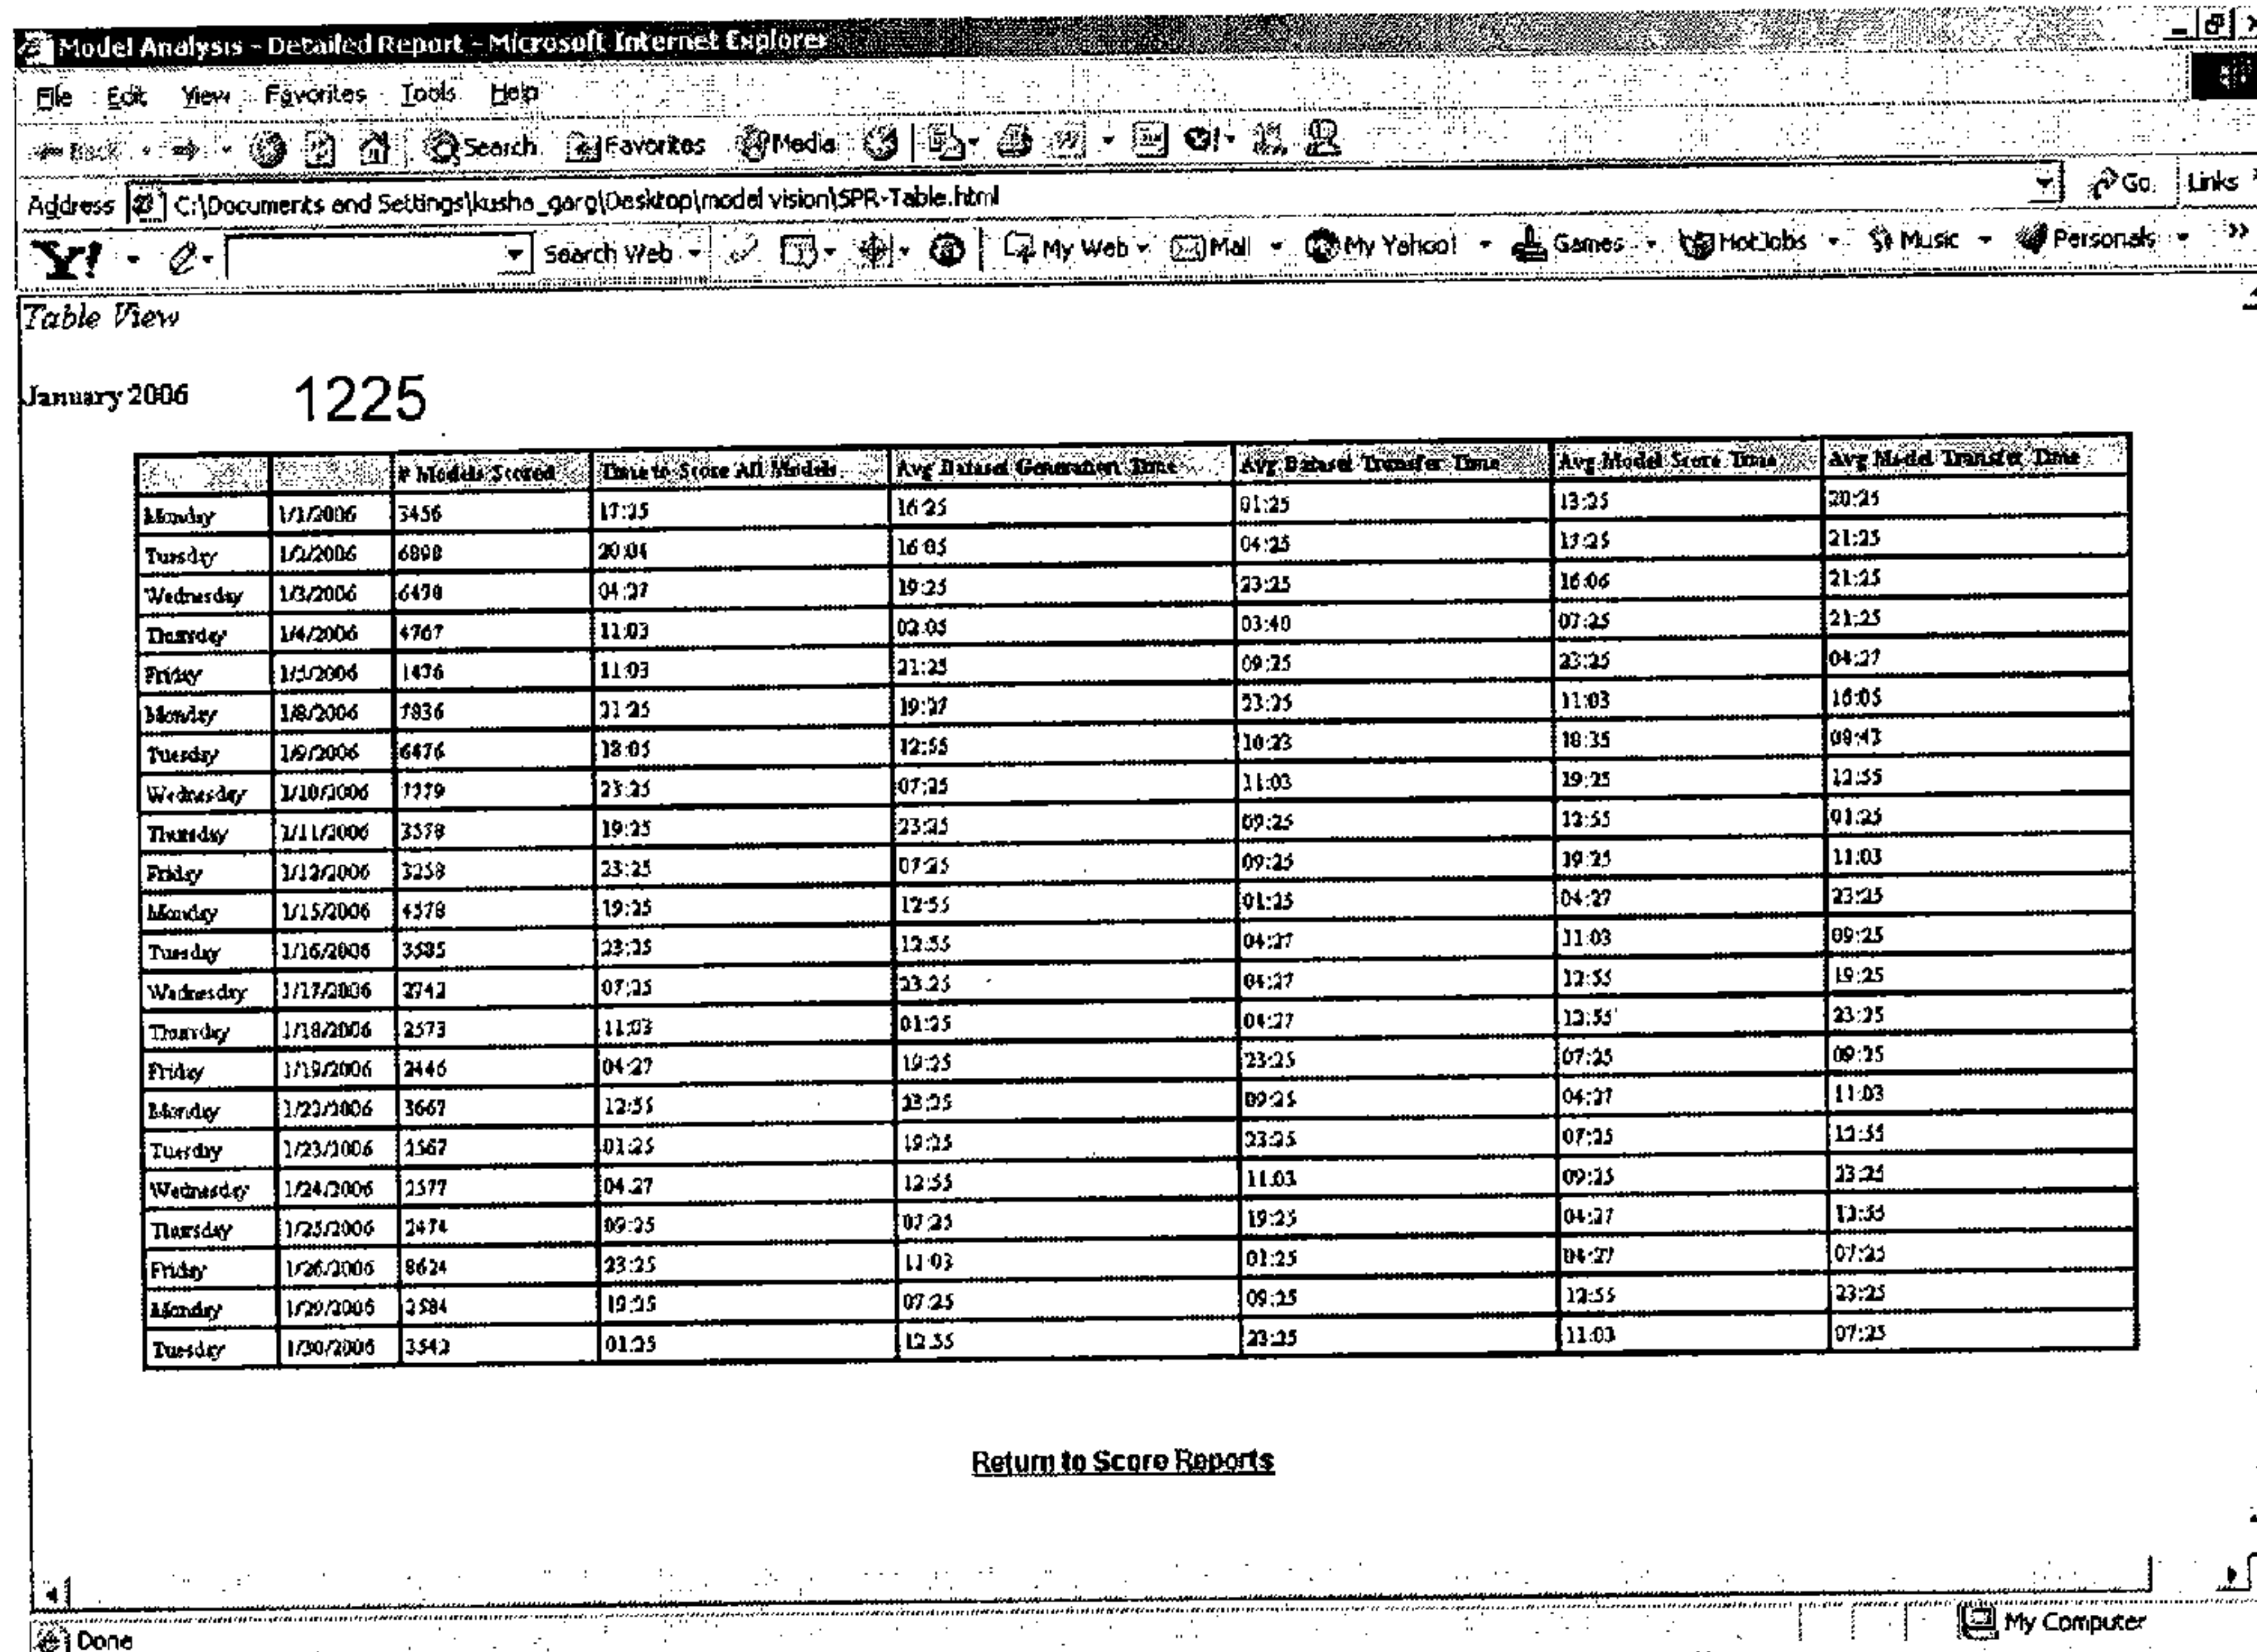 Model Analysis - Detailed Report - Microsoft Internet Explorer
File Edit View Favorites Tools Help
Back Search Favorites Media
Address C:\Documents and Settings\kusha_garg\Desktop\model vision\SPR-Table.html Go Links
Y! Search Web My Web Mail My Yahoo! Games HotJobs Music Personals
Table View
January 2006 1225
# Models Scored Time to Score All Models Avg Dataset Generation Time Avg Dataset Transfer Time Avg Model Score Time Avg Model Transfer Time
Monday 1/1/2006 3456 17:25 16:25 01:25 13:25 20:25
Tuesday 1/2/2006 20:04 16:05 04:25 21:25
Wednesday 1/3/2006 04:27 19:25 23:25 16:06 21:25
Thursday 1/4/2006 4767 11:03 03:40 07:25 21:25
Friday 1/5/2006 11:03 21:25 09:25 23:25 04:27
Monday 1/8/2006 7836 21:25 19:27 23:25 11:03 16:05
Tuesday 1/9/2006 6476 18:05 12:55 10:23 18:35 08:43
Wednesday 1/10/2006 23:25 07:25 11:03 19:25 12:55
Thursday 1/11/2006 3578 19:25 23:25 09:25 12:55 01:25
Friday 1/12/2006 3258 23:25 07:25 09:25 19:25 11:03
Monday 1/15/2006 4578 19:25 12:55 01:25 04:27 23:25
Tuesday 1/16/2006 3585 23:25 12:55 04:27 11:03 09:25
Wednesday 1/17/2006 2742 07:25 23:25 04:27 12:55 19:25
Thursday 1/18/2006 2573 11:03 01:25 04:27 12:55 23:25
Friday 1/19/2006 2446 04:27 19:25 23:25 07:25 09:25
Monday 1/22/2006 3667 12:55 23:25 09:25 04:27 11:03
Tuesday 1/23/2006 01:25 19:25 23:25 07:25 12:55
Wednesday 1/24/2006 2577 04:27 12:55 11:03 09:25 23:25
Thursday 1/25/2006 2474 09:25 07:25 19:25 04:27 12:55
Friday 1/26/2006 8624 23:25 11:03 01:25 04:27 07:25
Monday 1/29/2006 2584 19:25 07:25 09:25 12:55 23:25
Tuesday 1/30/2006 01:25 12:55 23:25 11:03 07:25
Return to Score Reports
Done My Computer